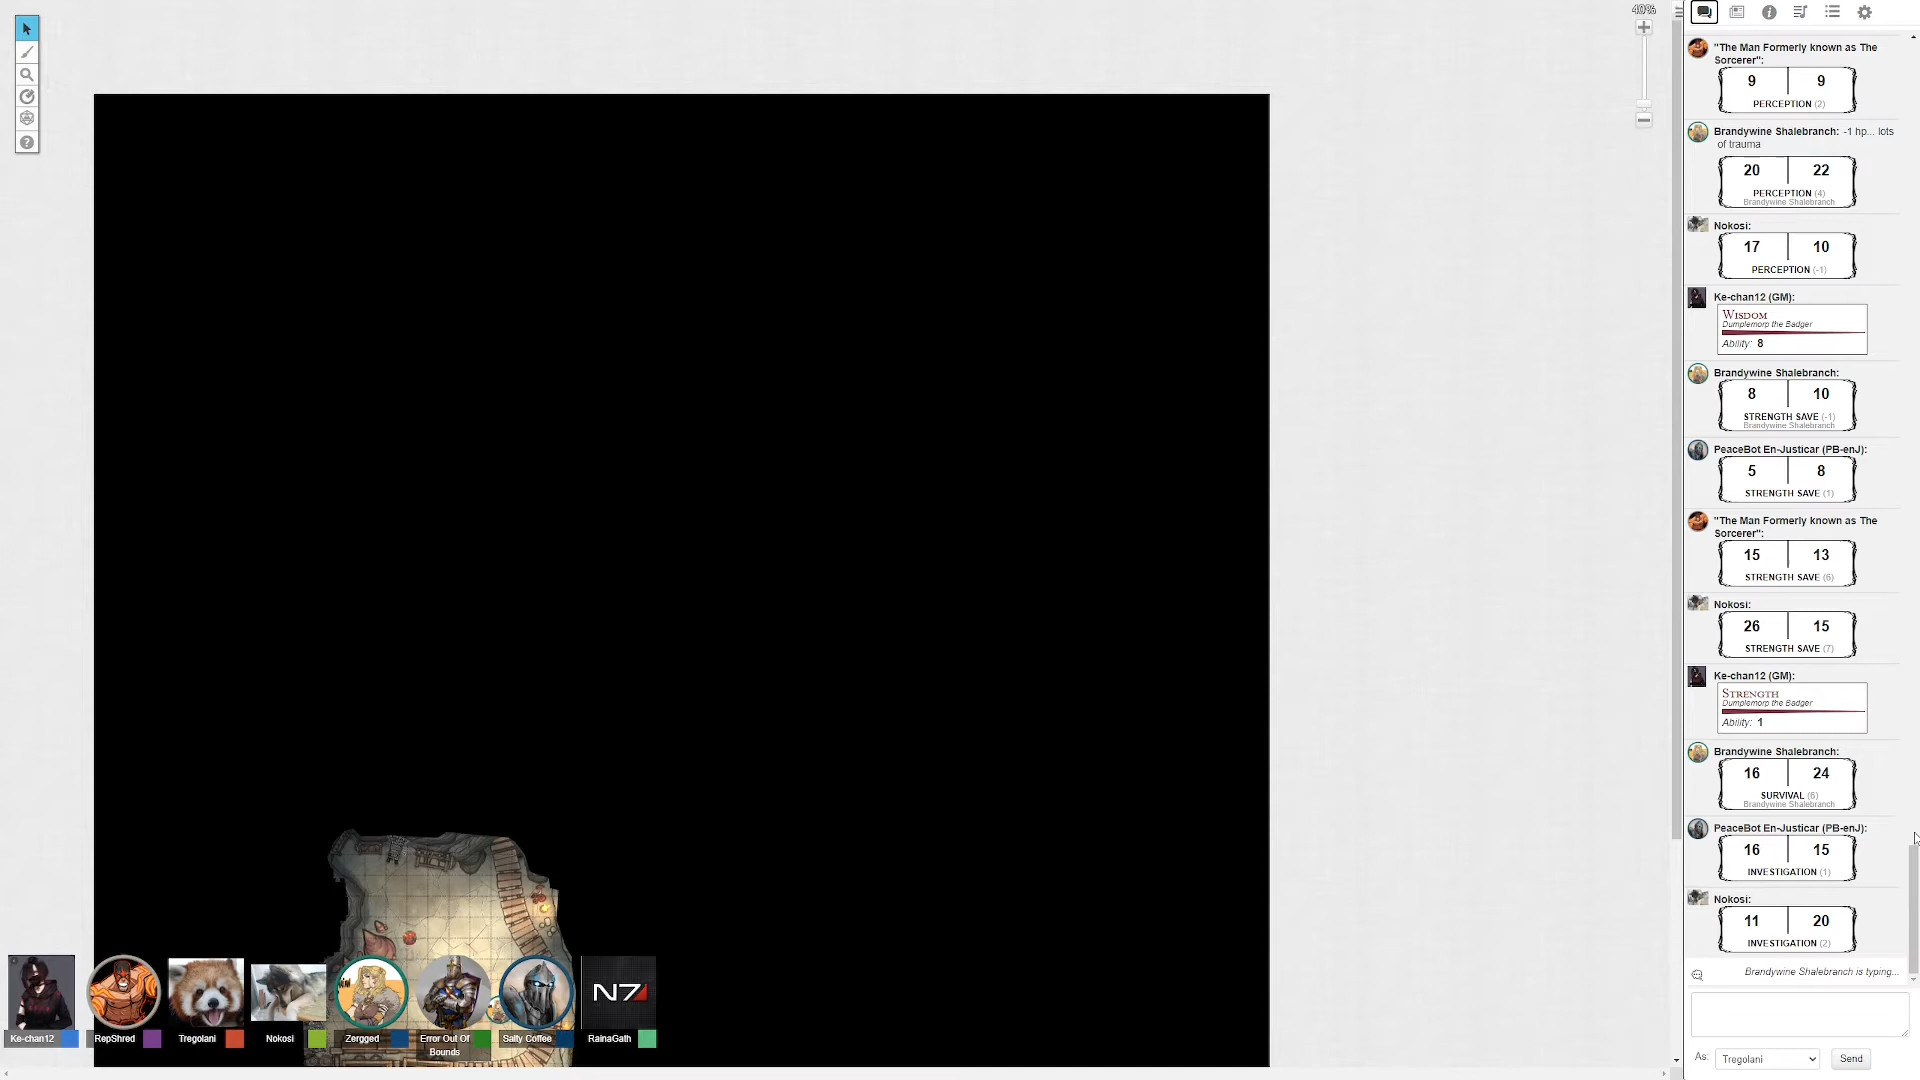 40%
"The Man Formerly known as The
Sorcerer":
9 9
PERCEPTION (2)
Brandywine Shalebranch: -1 hp... lots
of trauma
20 22
PERCEPTION (4)
Brandywine Shalebranch
Nokosi:
17 10
PERCEPTION (-1)
Ke-chan12 (GM):
WISDOM
Dumplemorp the Badger
Ability: 8
Brandywine Shalebranch:
8 10
STRENGTH SAVE (-1)
Brandywine Shalebranch
PeaceBot En-Justicar (PB-enJ):
5 8
STRENGTH SAVE (1)
"The Man Formerly known as The
Sorcerer":
15 13
STRENGTH SAVE (6)
Nokosi:
26 15
STRENGTH SAVE (7)
Ke-chan12 (GM):
STRENGTH
Dumplemorp the Badger
Ability: 1
Brandywine Shalebranch:
16 24
SURVIVAL (6)
Brandywine Shalebranch
PeaceBot En-Justicar (PB-enJ):
16 15
INVESTIGATION (1)
Nokosi:
11 20
INVESTIGATION (2)
Brandywine Shalebranch is typing...
As: Tregolani Send
N7
Ke-chan12 RepShred Tregolani Nokosi Zergged Error Out Of Salty Coffee RainaGath
Bounds